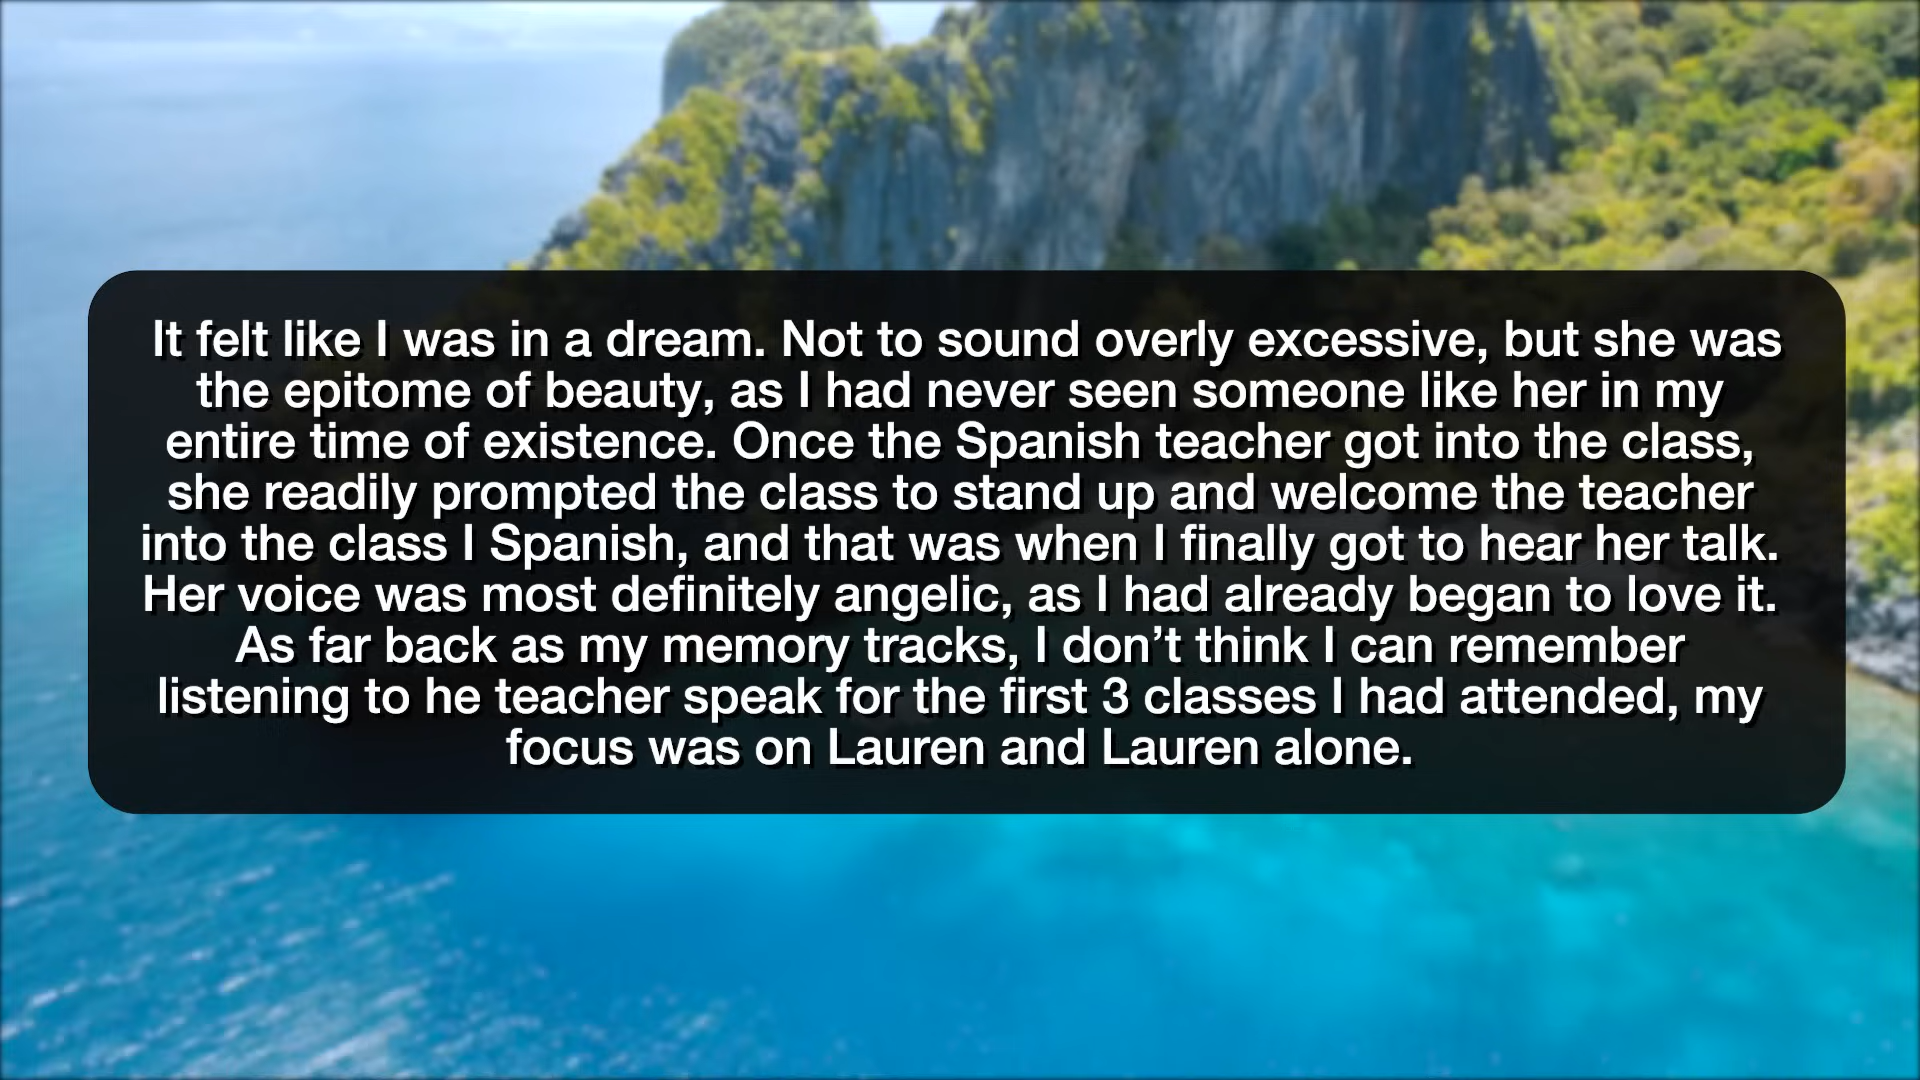 It felt like I was in a dream. Not to sound overly excessive, but she was
the epitome of beauty, as I had never seen someone like her in my
entire time of existence. Once the Spanish teacher got into the class,
she readily prompted the class to stand up and welcome the teacher
into the class I Spanish, and that was when I finally got to hear her talk.
Her voice was most definitely angelic, as I had already began to love it.
As far back as my memory tracks, I don’t think I can remember
listening to he teacher speak for the first 3 classes I had attended, my
focus was on Lauren and Lauren alone.